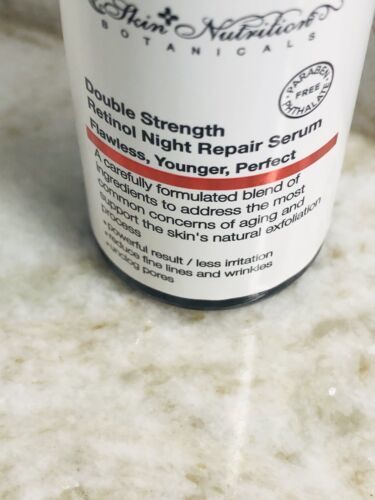 Skin Nutrition
BOTANICALS
PARABEN
FREE
PHTHALATE
Double Strength
Retinol Night Repair Serum
Flawless, Younger, Perfect
A carefully formulated blend of
ingredients to address the most
common concerns of aging and
support the skin's natural exfoliation
process
•powerful result / less irritation
•reduce fine lines and wrinkles
•unclog pores